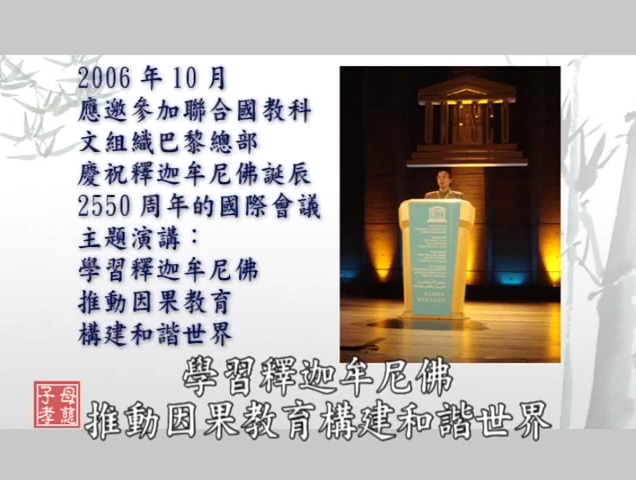 2006 年 10 月
應邀參加聯合國教科
文組織巴黎總部
慶祝釋迦牟尼佛誕辰
2550 周年的國際會議
主題演講：
學習釋迦牟尼佛
推動因果教育
構建和諧世界
學習釋迦牟尼佛
推動因果教育構建和諧世界
母慈
子孝